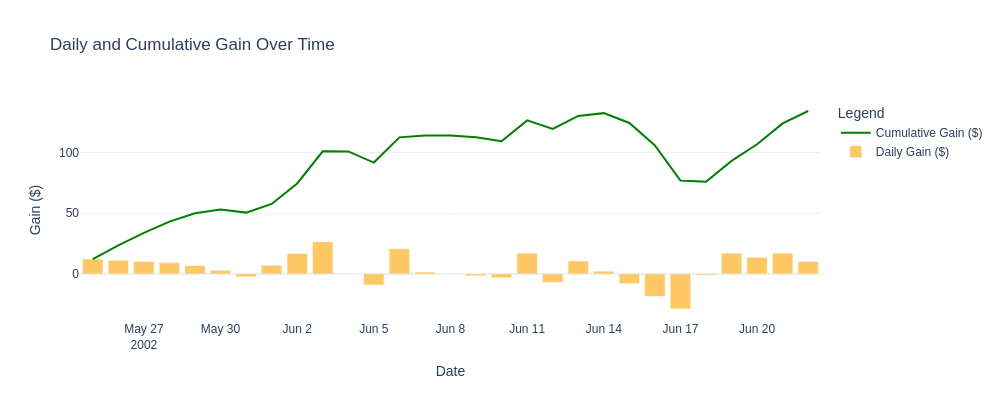 Daily and Cumulative Gain Over Time
Legend
Cumulative Gain ($)
Daily Gain ($)
Gain ($)
100
50
0
May 27
2002
May 30
Jun 2
Jun 5
Jun 8
Jun 11
Jun 14
Jun 17
Jun 20
Date